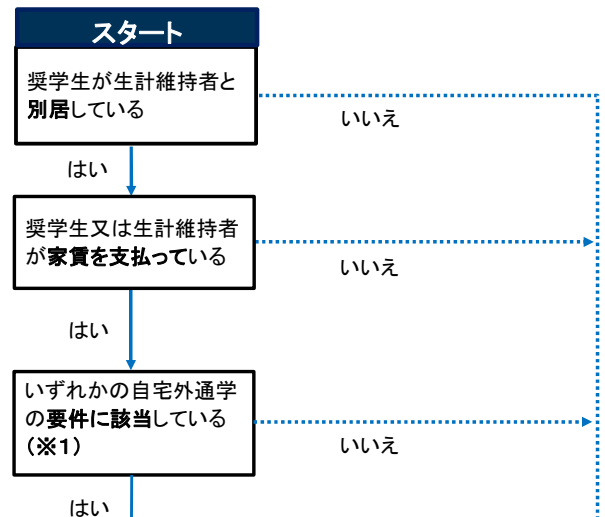 スタート
奨学生が生計維持者と
別居している
いいえ
はい
奨学生又は生計維持者
が家賃を支払っている
いいえ
はい
いずれかの自宅外通学
の要件に該当している
(※1)
いいえ
はい